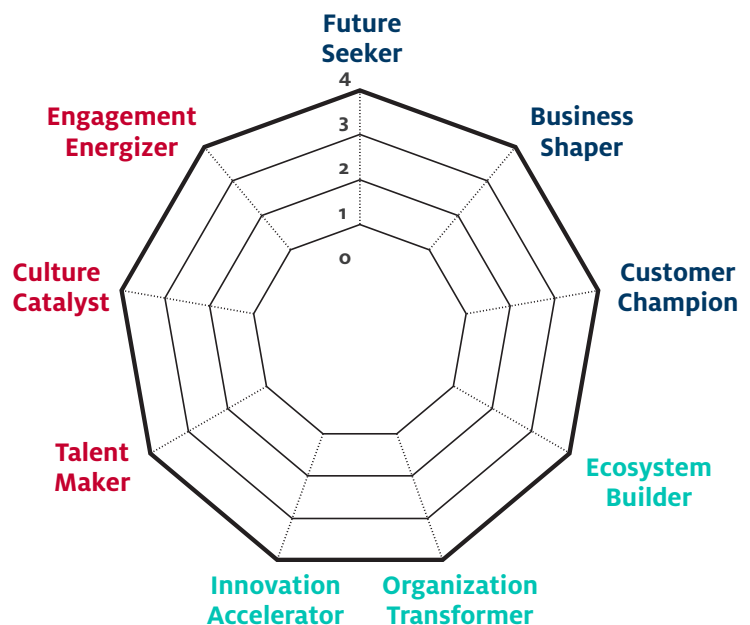 Future
Seeker
4
3
2
1
0
Engagement
Energizer
Business
Shaper
Culture
Catalyst
Customer
Champion
Talent
Maker
Ecosystem
Builder
Innovation
Accelerator
Organization
Transformer